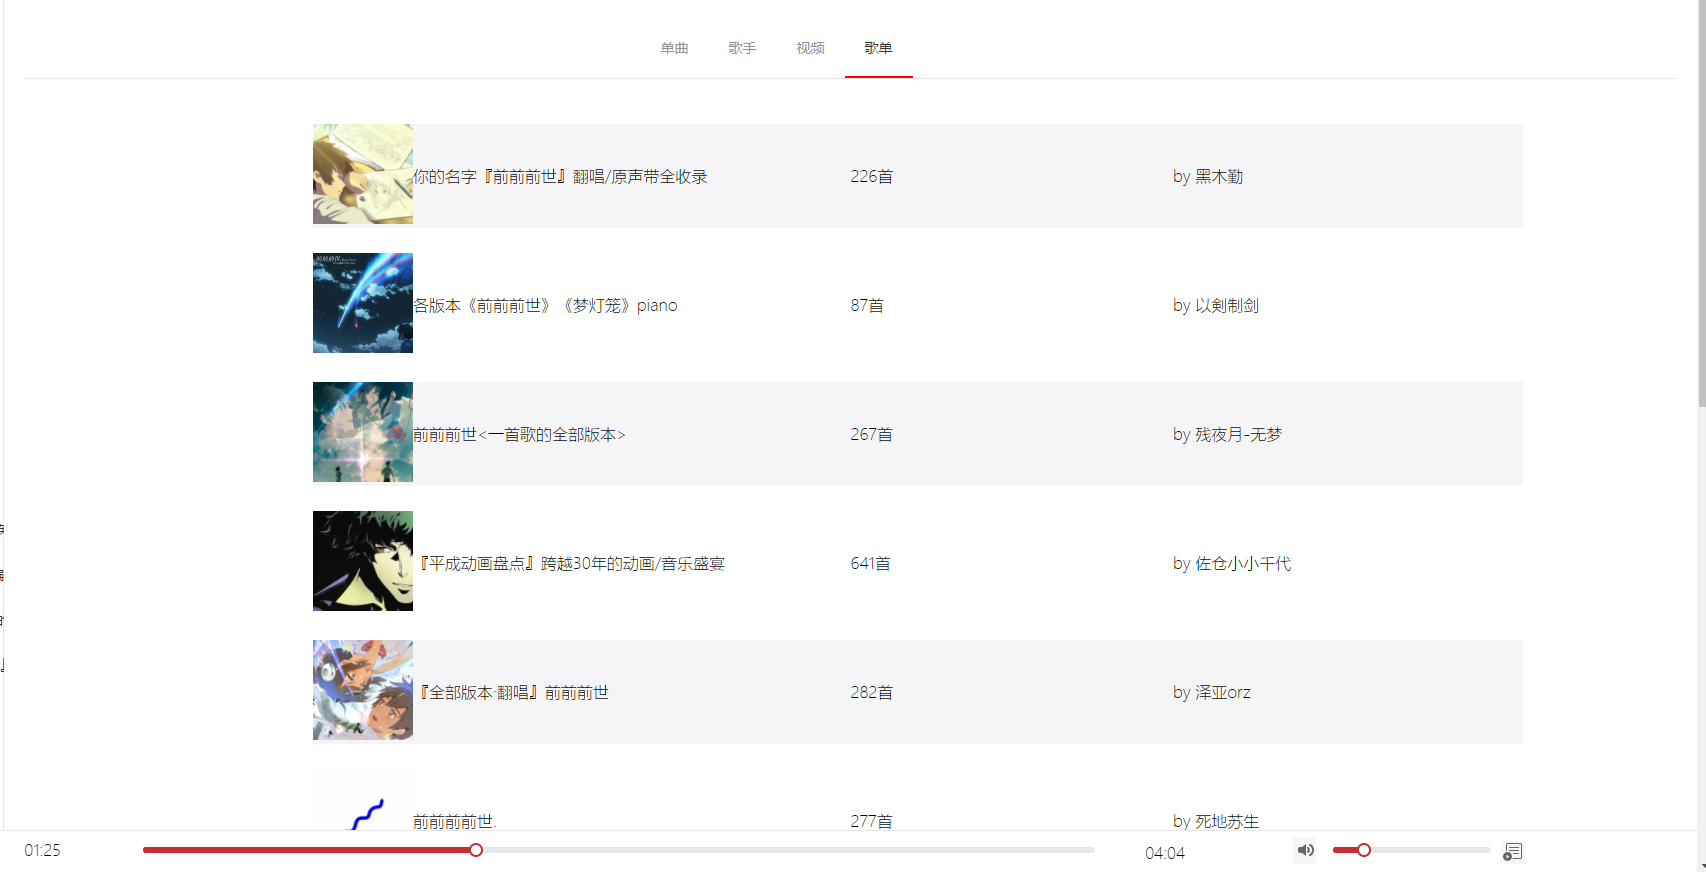 单曲 歌手 视频 歌单
你的名字『前前前世』翻唱/原声带全收录 226首 by 黑木勤
各版本《前前前世》《梦灯笼》piano 87首 by 以剣制剑
前前前世<一首歌的全部版本> 267首 by 残夜月-无梦
『平成动画盘点』跨越30年的动画/音乐盛宴 641首 by 佐仓小小千代
『全部版本·翻唱』前前前世 282首 by 泽亚orz
前前前前世. 277首 by 死地苏生
01:25 04:04